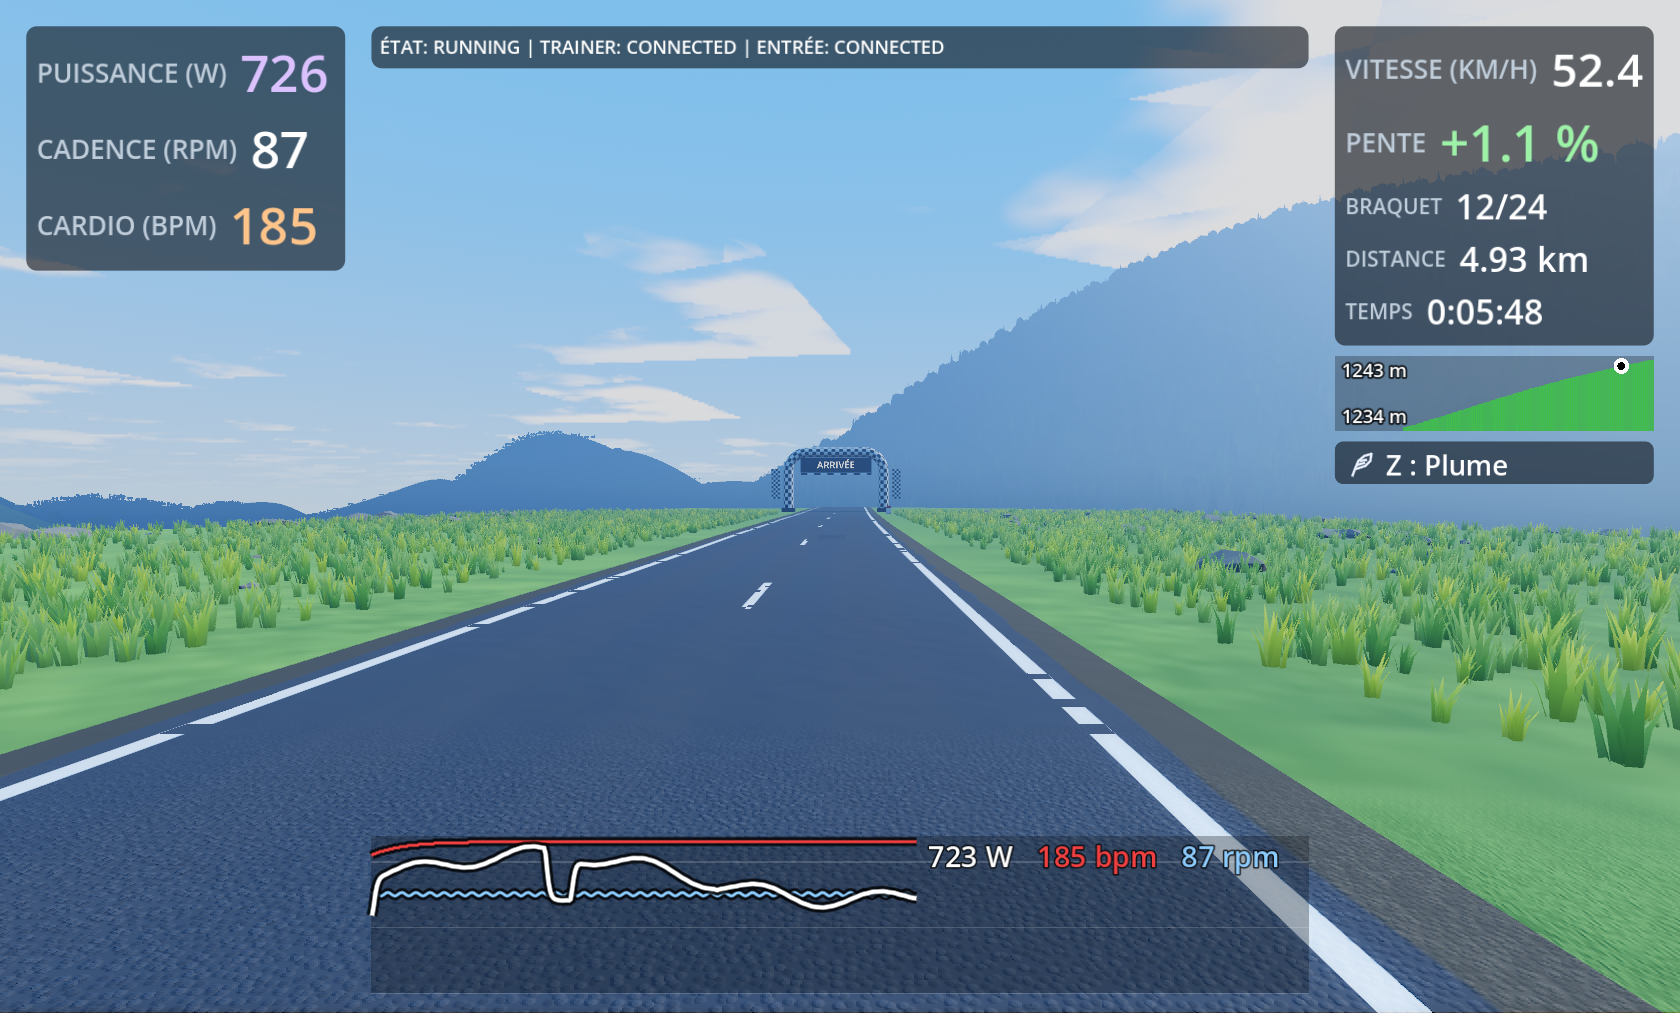 PUISSANCE (W) 726
CADENCE (RPM) 87
CARDIO (BPM) 185
ÉTAT: RUNNING | TRAINER: CONNECTED | ENTRÉE: CONNECTED
VITESSE (KM/H) 52.4
PENTE +1.1 %
BRAQUET 12/24
DISTANCE 4.93 km
TEMPS 0:05:48
1243 m
1234 m
Z : Plume
ARRIVÉE
723 W 185 bpm 87 rpm